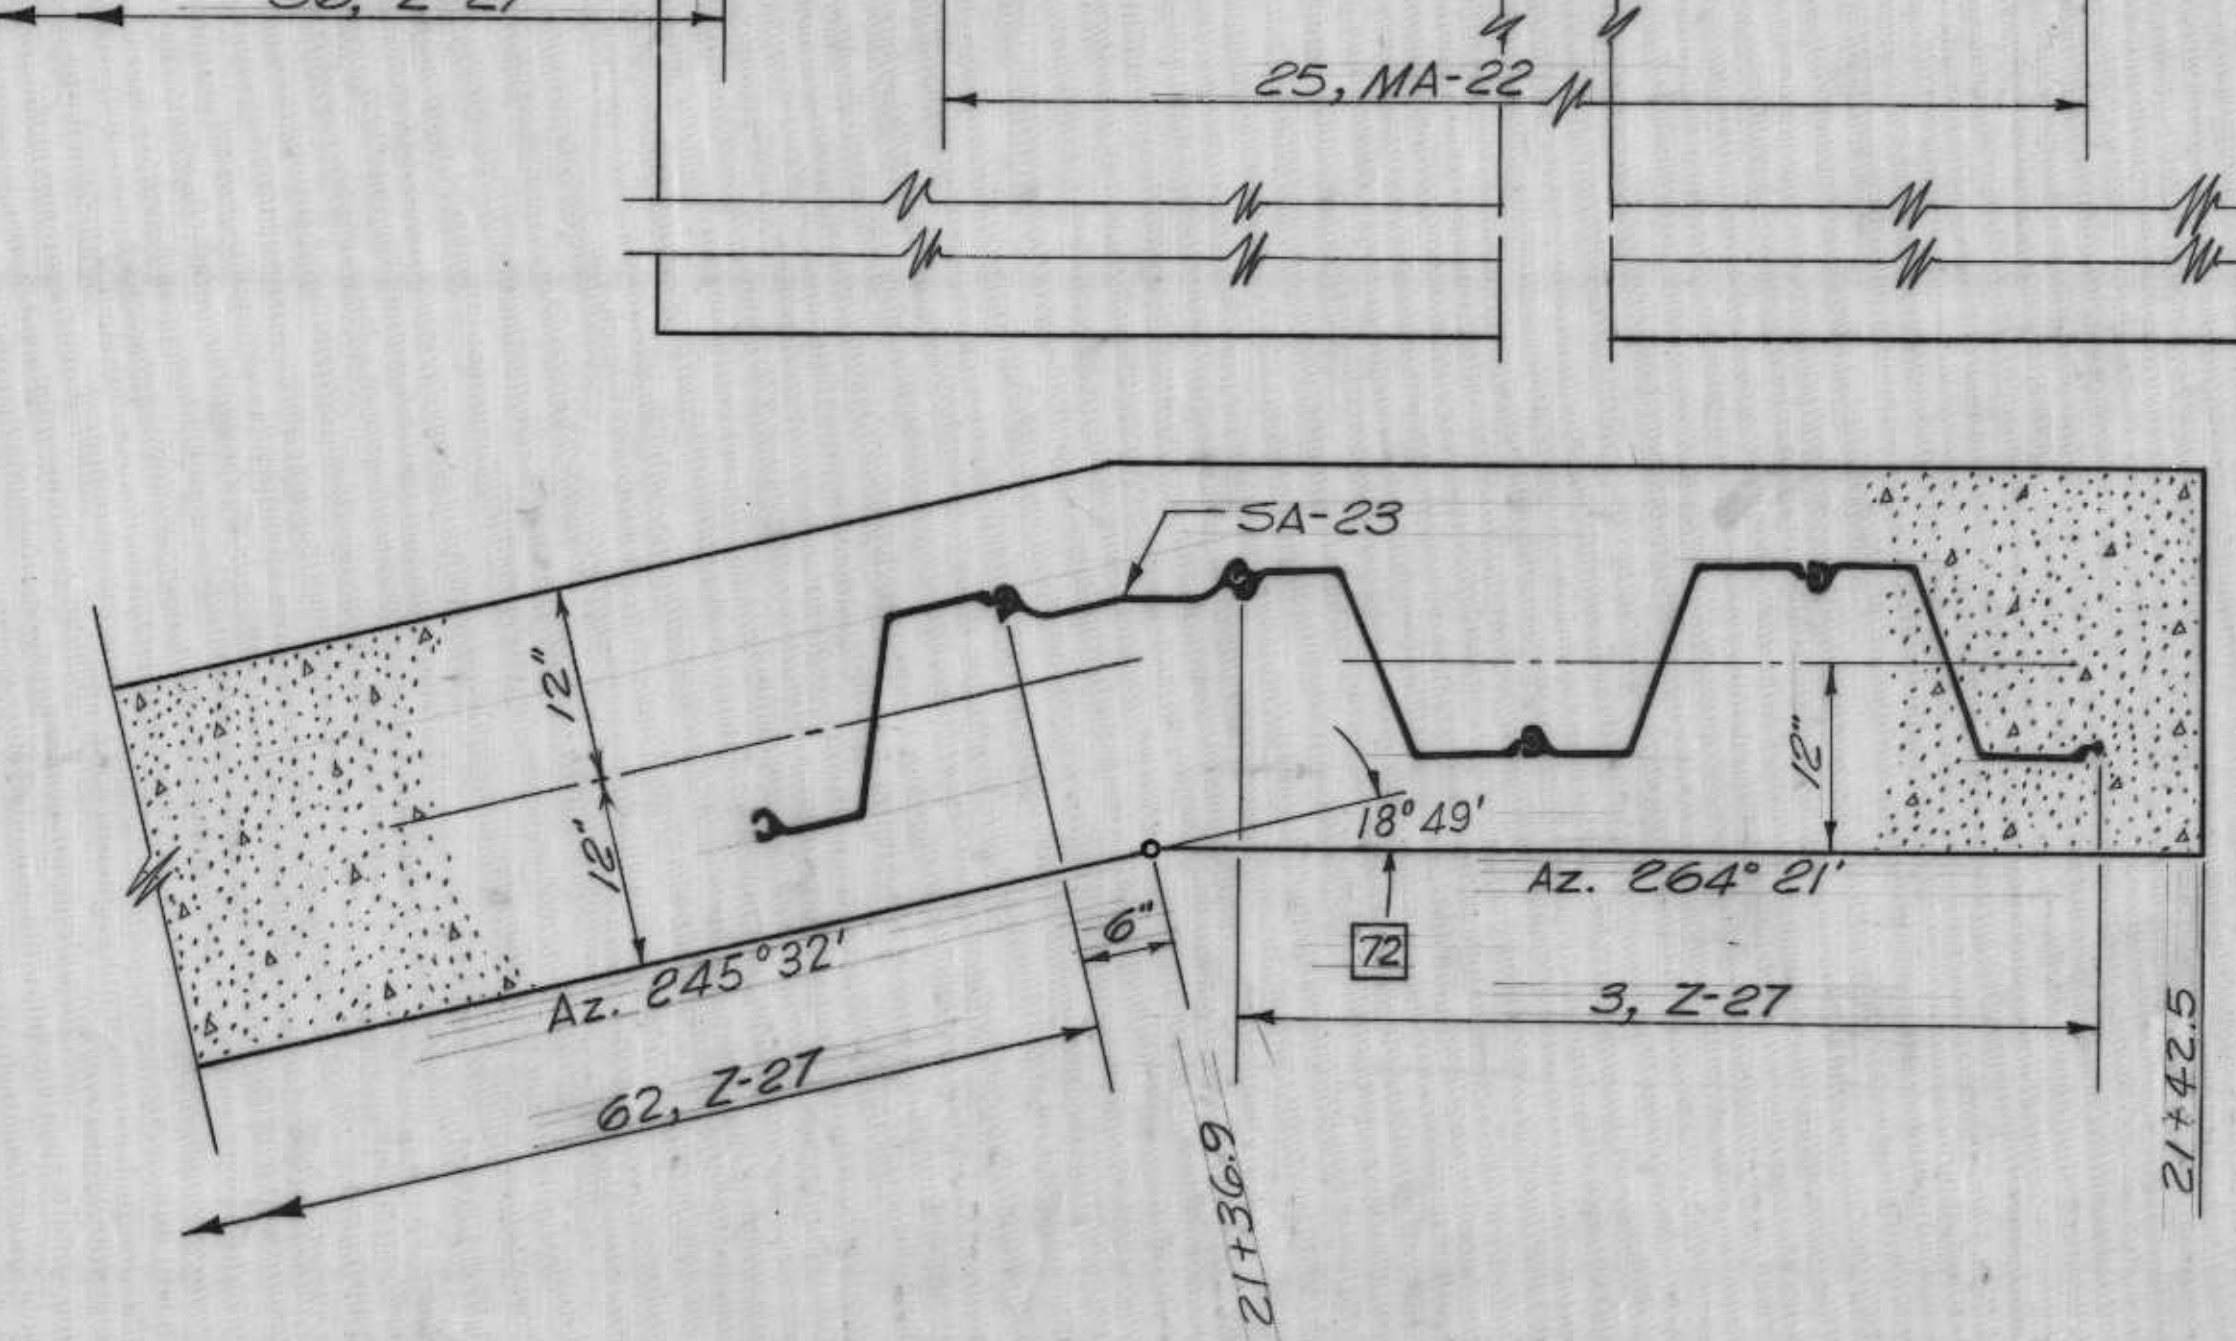 25, MA-22
SA-23
12"
12"
12"
18° 49'
Az. 264° 21'
6"
72
Az. 245° 32'
3, Z-27
62, Z-27
21+36.9
21+42.5